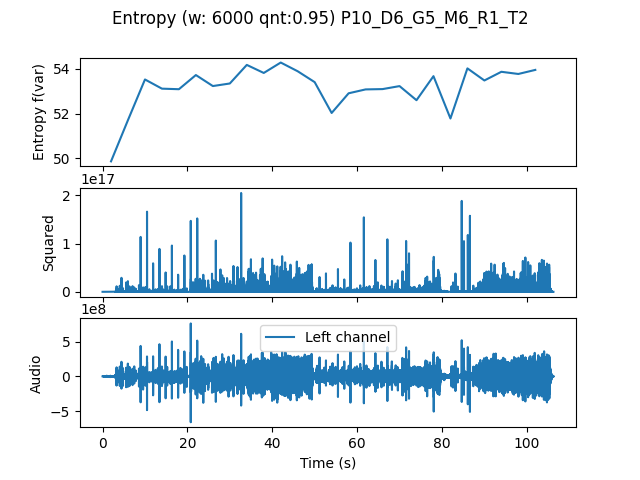 Entropy (w: 6000 qnt:0.95) P10_D6_G5_M6_R1_T2
54
52
50
Entropy f(var)
1e17
2
1
0
Squared
1e8
Left channel
5
0
−5
Audio
0
20
40
60
80
100
Time (s)